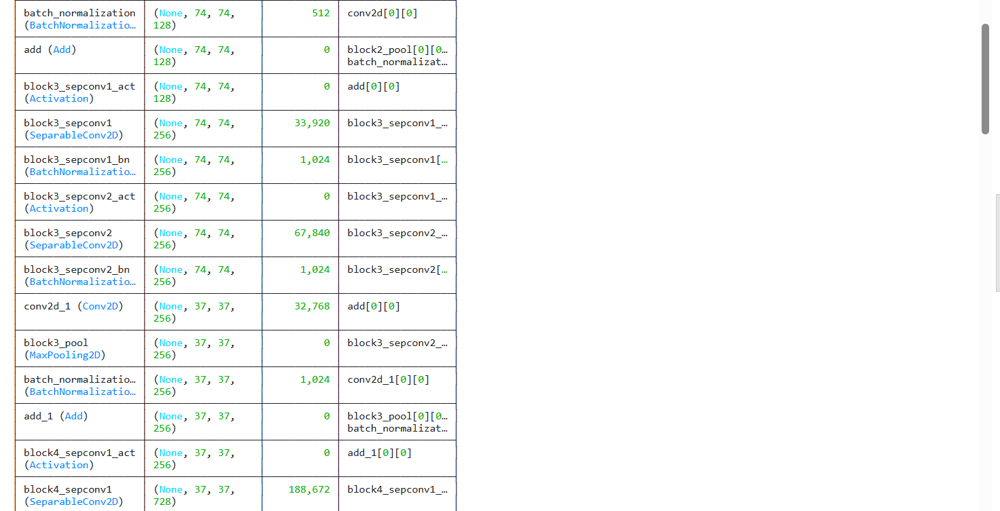 batch_normalization (None, 74, 74, 512 conv2d[0][0]
(BatchNormalizatio… 128)
add (Add) (None, 74, 74, 0 block2_pool[0][0…
128) batch_normalizat…
block3_sepconv1_act (None, 74, 74, 0 add[0][0]
(Activation) 128)
block3_sepconv1 (None, 74, 74, 33,920 block3_sepconv1_…
(SeparableConv2D) 256)
block3_sepconv1_bn (None, 74, 74, 1,024 block3_sepconv1[…
(BatchNormalizatio… 256)
block3_sepconv2_act (None, 74, 74, 0 block3_sepconv1_…
(Activation) 256)
block3_sepconv2 (None, 74, 74, 67,840 block3_sepconv2_…
(SeparableConv2D) 256)
block3_sepconv2_bn (None, 74, 74, 1,024 block3_sepconv2[…
(BatchNormalizatio… 256)
conv2d_1 (Conv2D) (None, 37, 37, 32,768 add[0][0]
256)
block3_pool (None, 37, 37, 0 block3_sepconv2_…
(MaxPooling2D) 256)
batch_normalizatio… (None, 37, 37, 1,024 conv2d_1[0][0]
(BatchNormalizatio… 256)
add_1 (Add) (None, 37, 37, 0 block3_pool[0][0…
256) batch_normalizat…
block4_sepconv1_act (None, 37, 37, 0 add_1[0][0]
(Activation) 256)
block4_sepconv1 (None, 37, 37, 188,672 block4_sepconv1_…
(SeparableConv2D) 728)